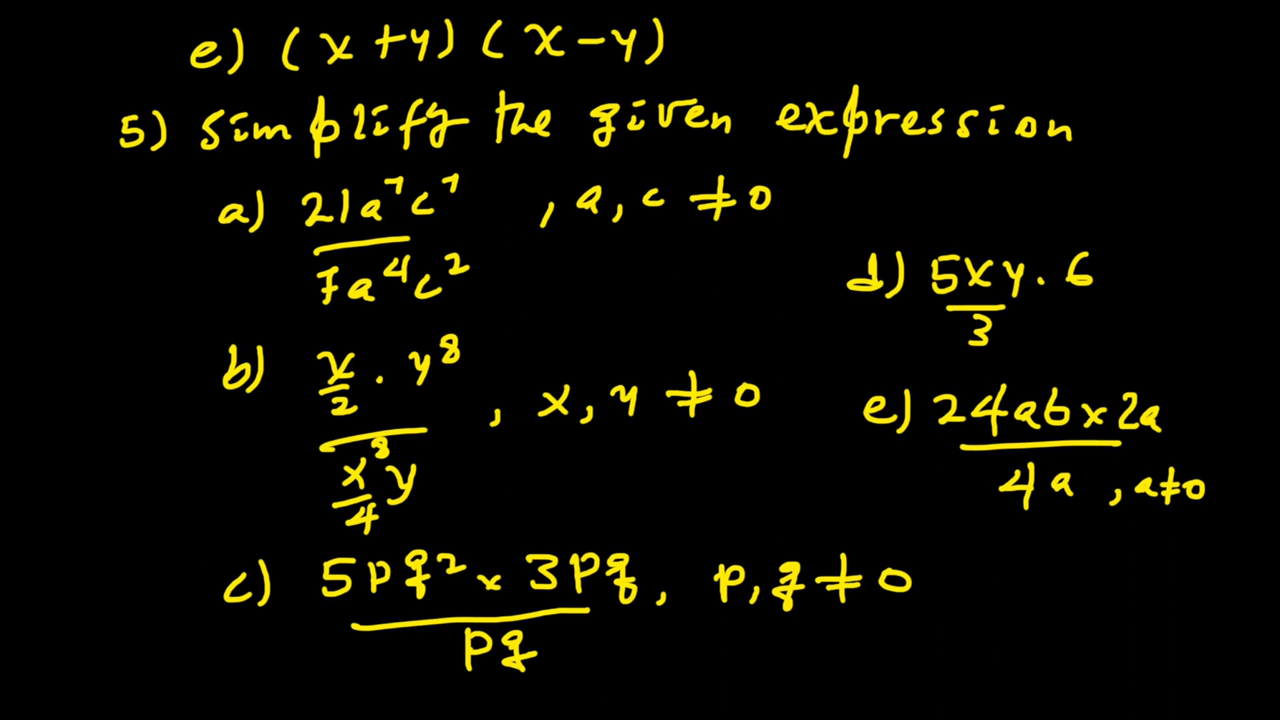 e) (x+y) (x-y)
5) simplify the given expression
a) 21a⁷c⁷ , a, c ≠ 0
7a⁴c²
b) x/2 . y⁸ , x, y ≠ 0
x⁸/4 y
c) 5pq² × 3pq, p, q ≠ 0
pq
d) 5xy . 6
3
e) 24ab × 2a
4a , a≠0